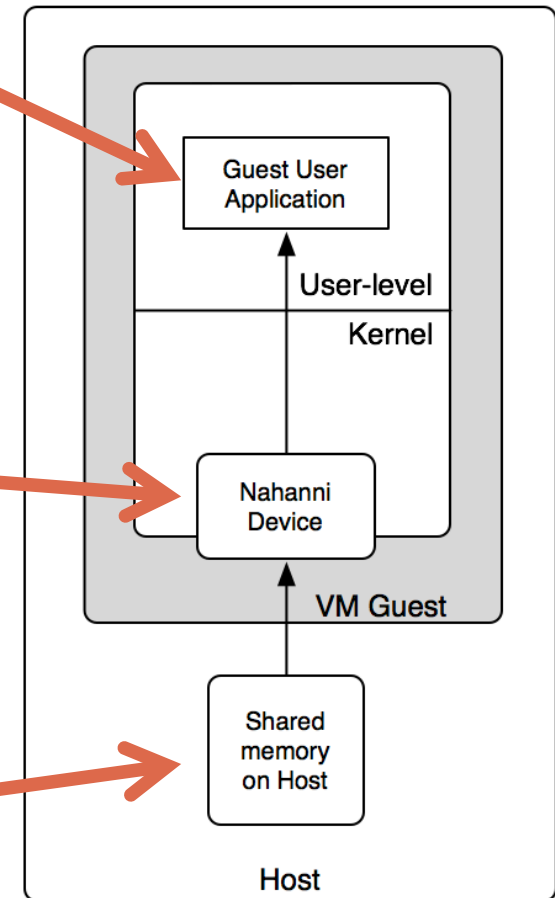 Guest User
Application
User-level
Kernel
Nahanni
Device
VM Guest
Shared
memory
on Host
Host